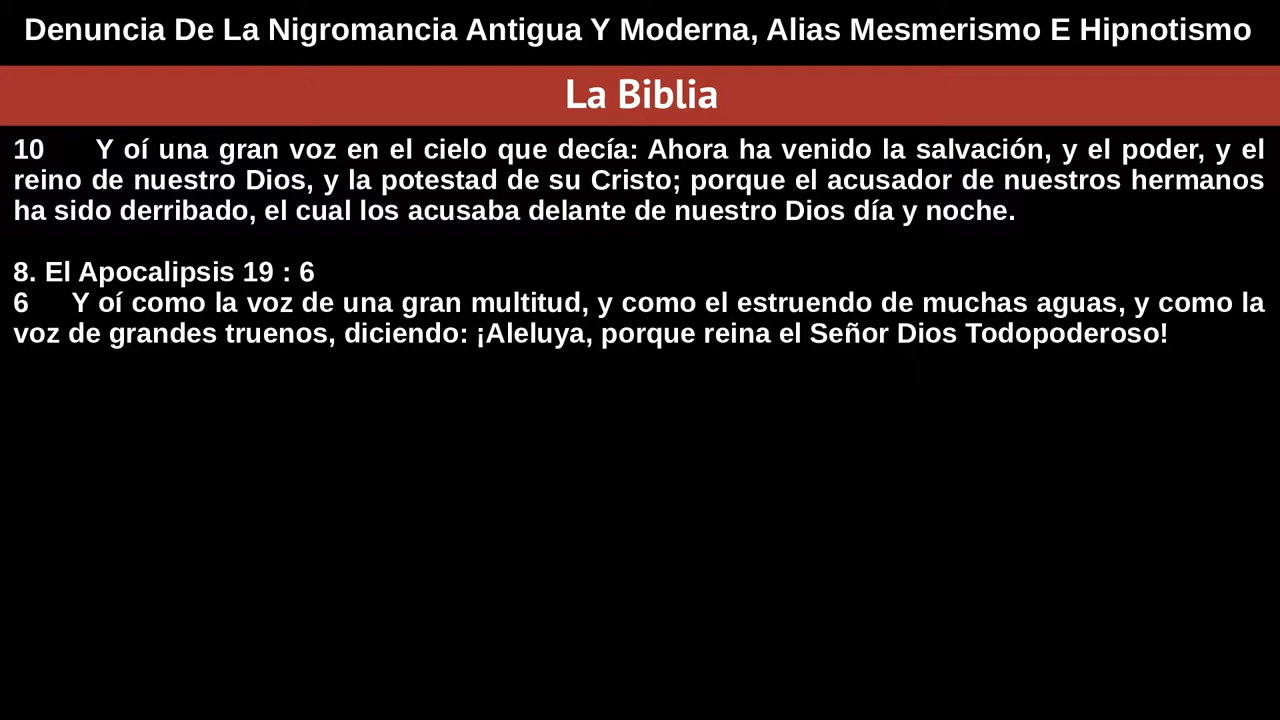 Denuncia De La Nigromancia Antigua Y Moderna, Alias Mesmerismo E Hipnotismo
La Biblia
10 Y oí una gran voz en el cielo que decía: Ahora ha venido la salvación, y el poder, y el
reino de nuestro Dios, y la potestad de su Cristo; porque el acusador de nuestros hermanos
ha sido derribado, el cual los acusaba delante de nuestro Dios día y noche.
8. El Apocalipsis 19 : 6
6 Y oí como la voz de una gran multitud, y como el estruendo de muchas aguas, y como la
voz de grandes truenos, diciendo: ¡Aleluya, porque reina el Señor Dios Todopoderoso!